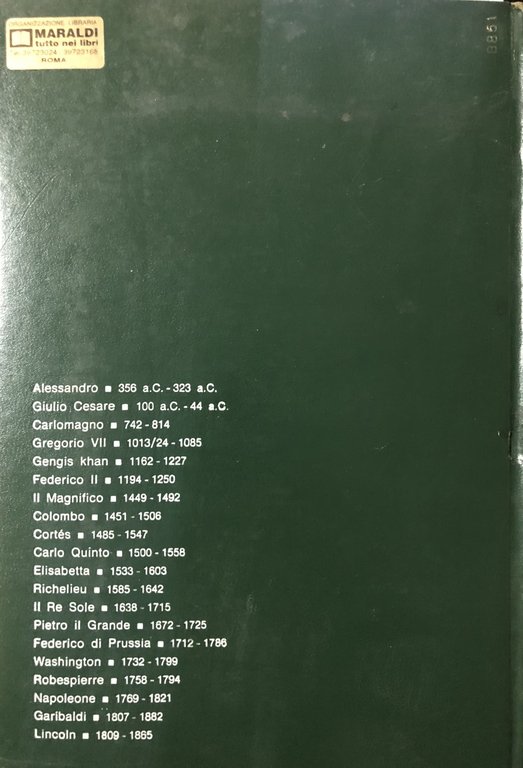 ORGANIZZAZIONE LIBRARIA
MARALDI
tutto nei libri
39723024 39723168
ROMA
8851
Alessandro ■ 356 a.C. - 323 a.C.
Giulio Cesare ■ 100 a.C. - 44 a.C.
Carlomagno ■ 742 - 814
Gregorio VII ■ 1013/24 - 1085
Gengis khan ■ 1162 - 1227
Federico II ■ 1194 - 1250
Il Magnifico ■ 1449 - 1492
Colombo ■ 1451 - 1506
Cortés ■ 1485 - 1547
Carlo Quinto ■ 1500 - 1558
Elisabetta ■ 1533 - 1603
Richelieu ■ 1585 - 1642
Il Re Sole ■ 1638 - 1715
Pietro il Grande ■ 1672 - 1725
Federico di Prussia ■ 1712 - 1786
Washington ■ 1732 - 1799
Robespierre ■ 1758 - 1794
Napoleone ■ 1769 - 1821
Garibaldi ■ 1807 - 1882
Lincoln ■ 1809 - 1865